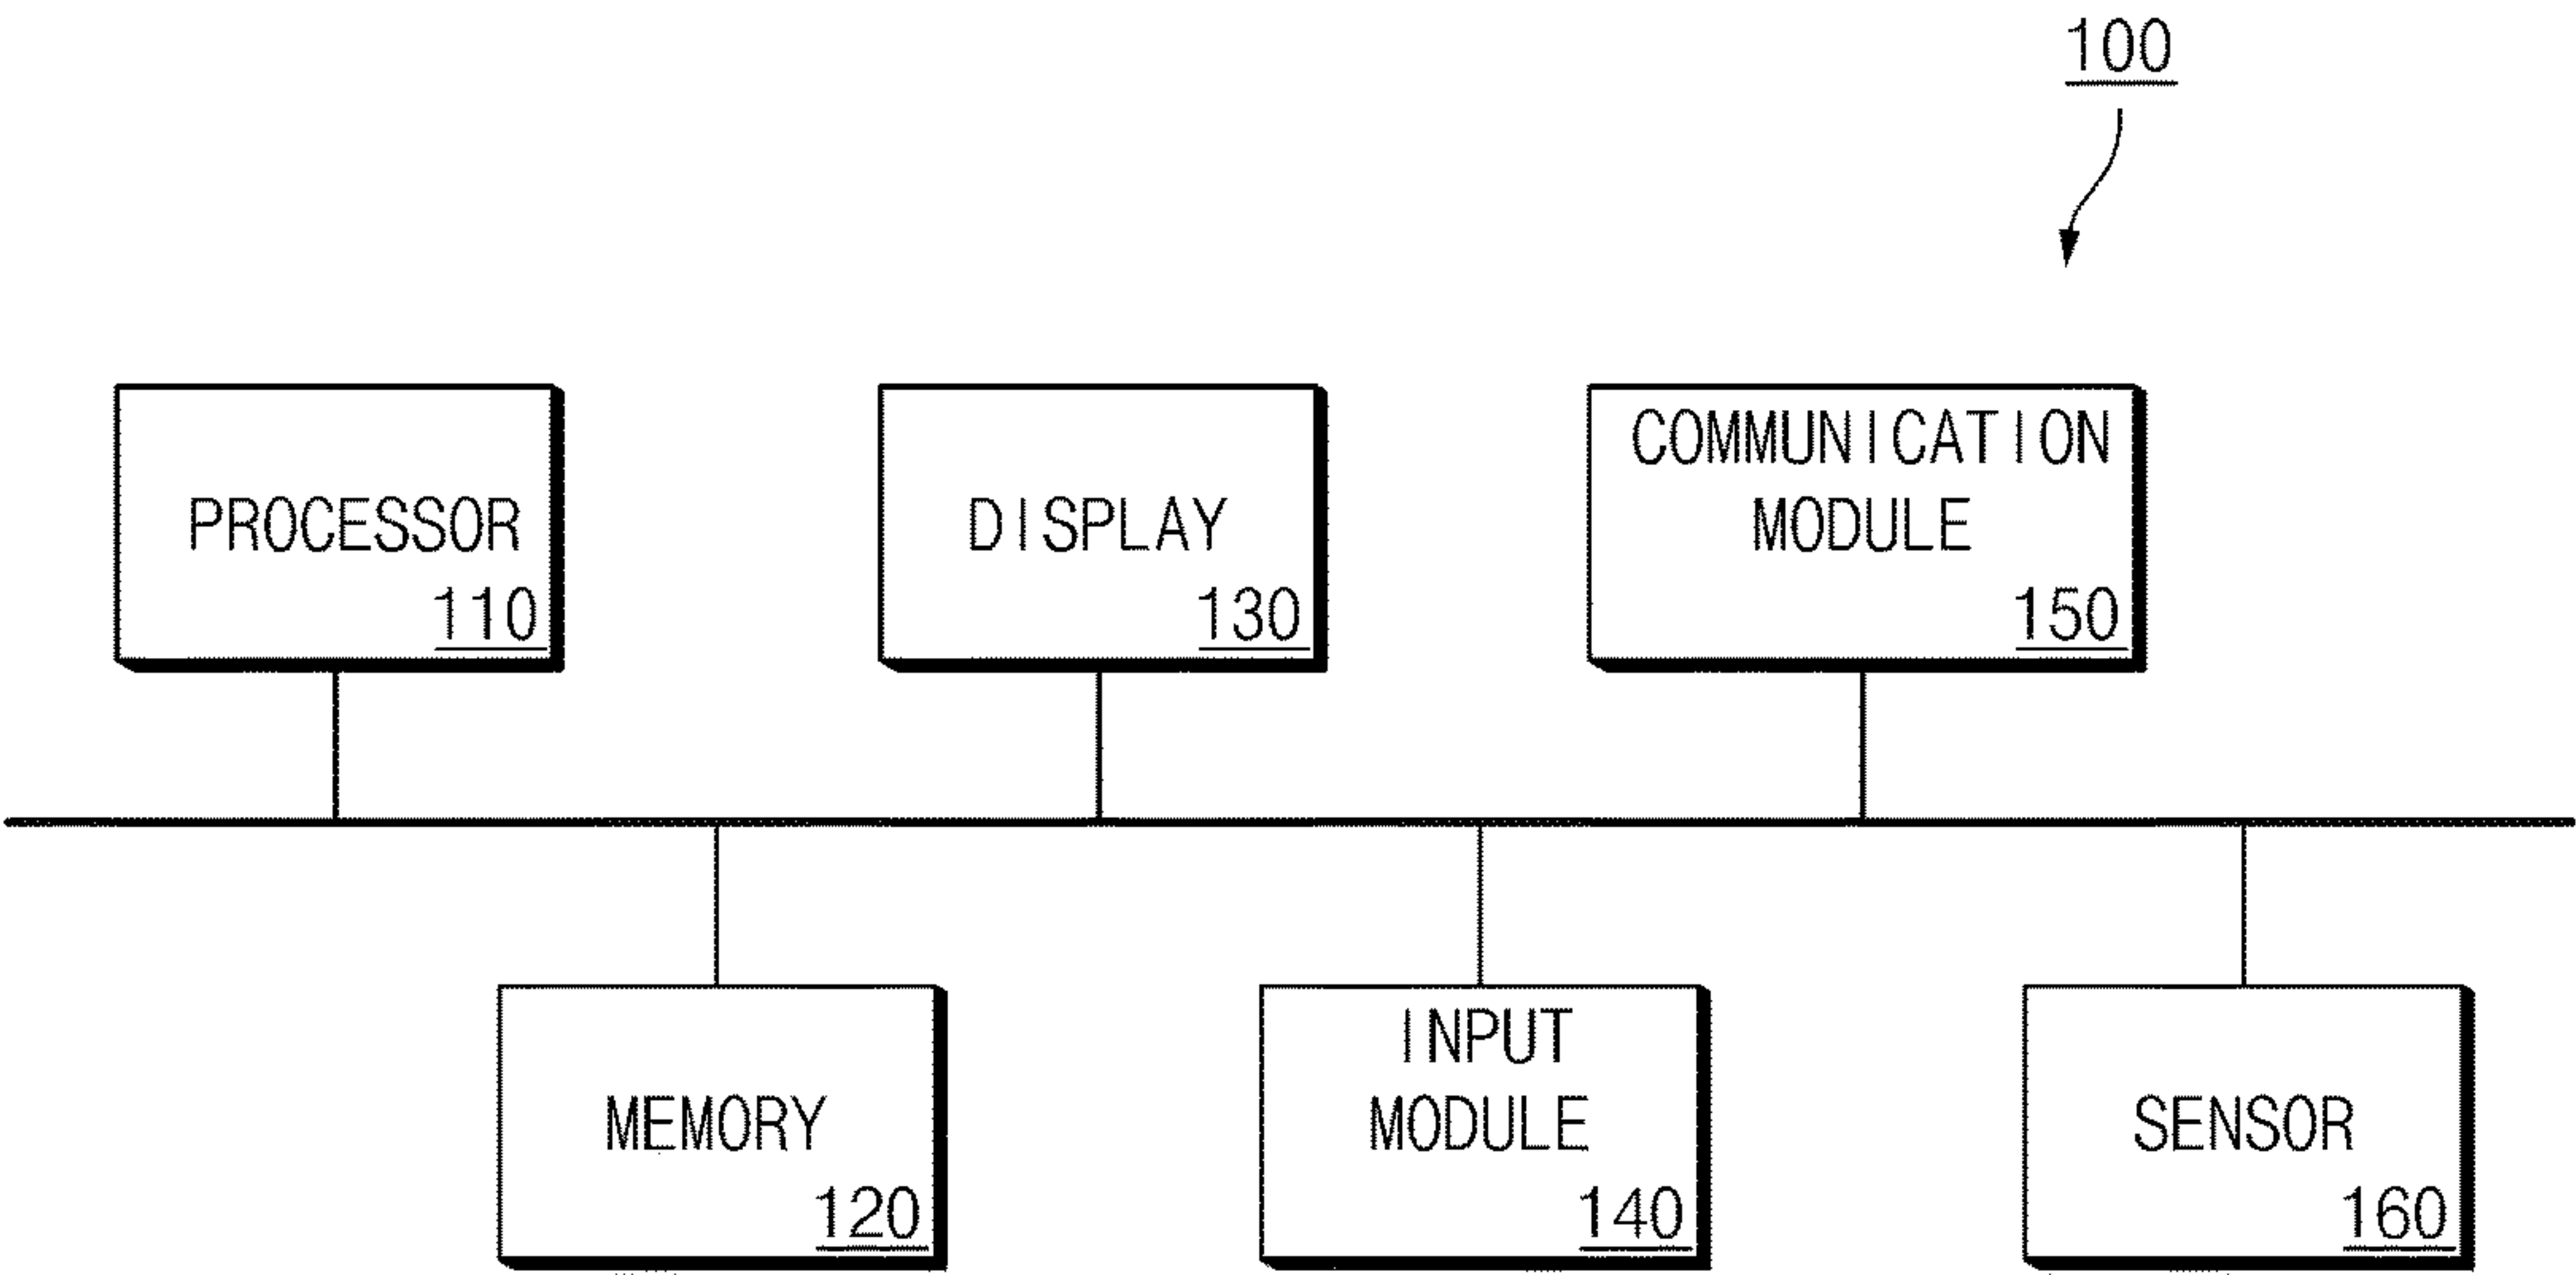 100
PROCESSOR
110
DISPLAY
130
COMMUNICATION
MODULE
150
MEMORY
120
INPUT
MODULE
140
SENSOR
160